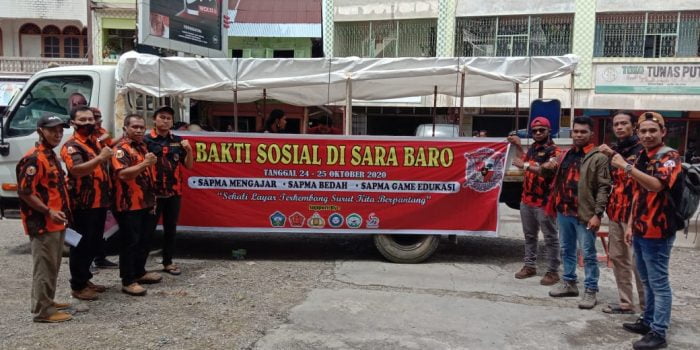 BAKTI SOSIAL DI SARA BARO
TANGGAL 24 - 25 OKTOBER 2020
SAPMA MENGAJAR • SAPMA BEDAH • SAPMA GAME EDUKASI
"Sekali Layar Terkembang Surut Kita Berpantang"
TOKO TUNAS PUT